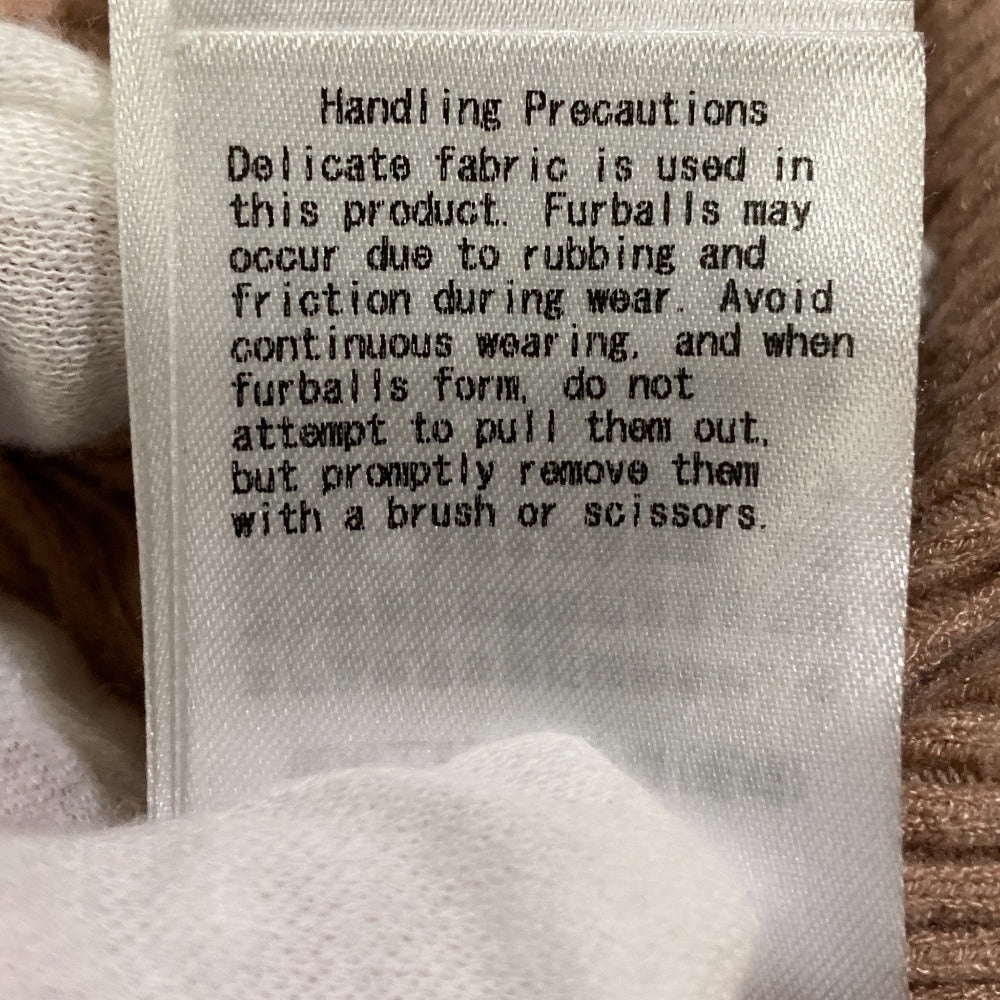 Handling Precautions
Delicate fabric is used in
this product. Furballs may
occur due to rubbing and
friction during wear. Avoid
continuous wearing, and when
furballs form, do not
attempt to pull them out,
but promptly remove them
with a brush or scissors.